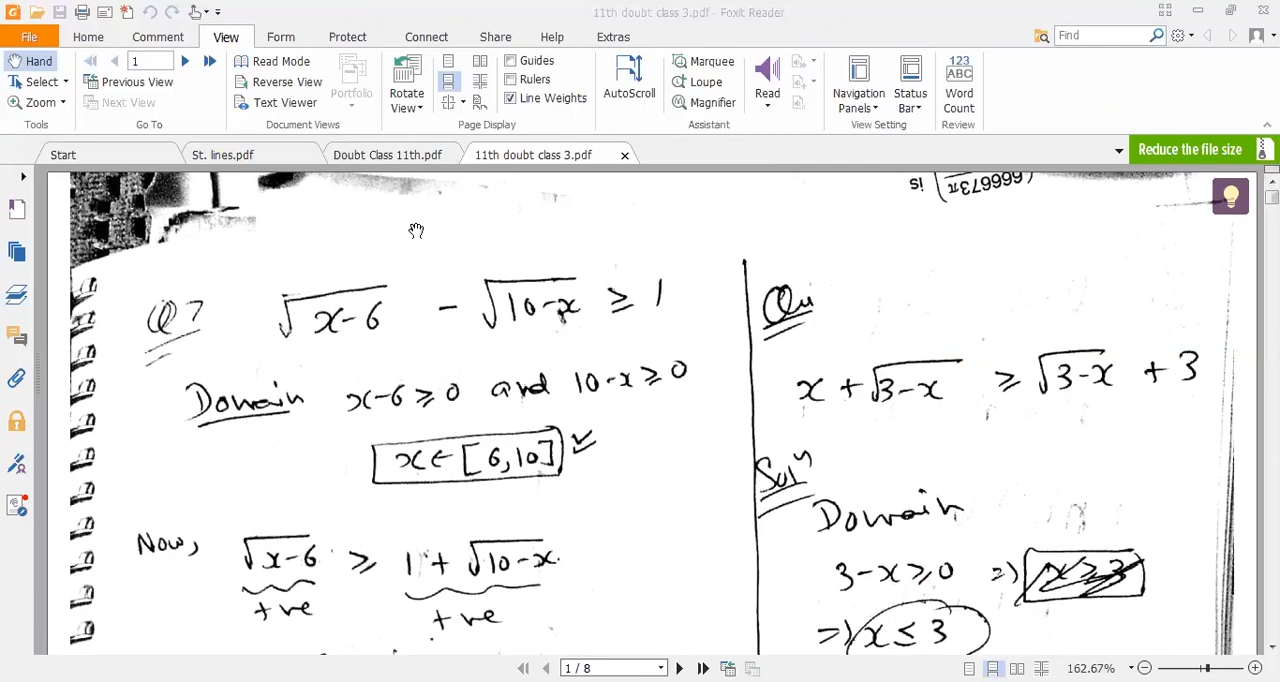 11th doubt class 3.pdf - Foxit Reader
File Home Comment View Form Protect Connect Share Help Extras
Find
Hand
Select
Zoom
Tools
1
Previous View
Next View
Go To
Read Mode
Reverse View
Text Viewer
Document Views
Portfolio
Rotate View
Guides
Rulers
Line Weights
Page Display
AutoScroll
Marquee
Loupe
Magnifier
Assistant
Read
Navigation Panels
Status Bar
View Setting
123
ABC
Word Count
Review
Start
St. lines.pdf
Doubt Class 11th.pdf
11th doubt class 3.pdf
Reduce the file size
666673π) is
Q7 √(x-6) - √(10-x) ≥ 1
Domain x-6 ≥ 0 and 10-x ≥ 0
x ∈ [6,10]
Now, √(x-6) ≥ 1 + √(10-x)
+ve +ve
Qu
x + √(3-x) ≥ √(3-x) + 3
Solⁿ
Domain
3-x ≥ 0 => x ≥ 3
=> x ≤ 3
1 / 8
162.67%